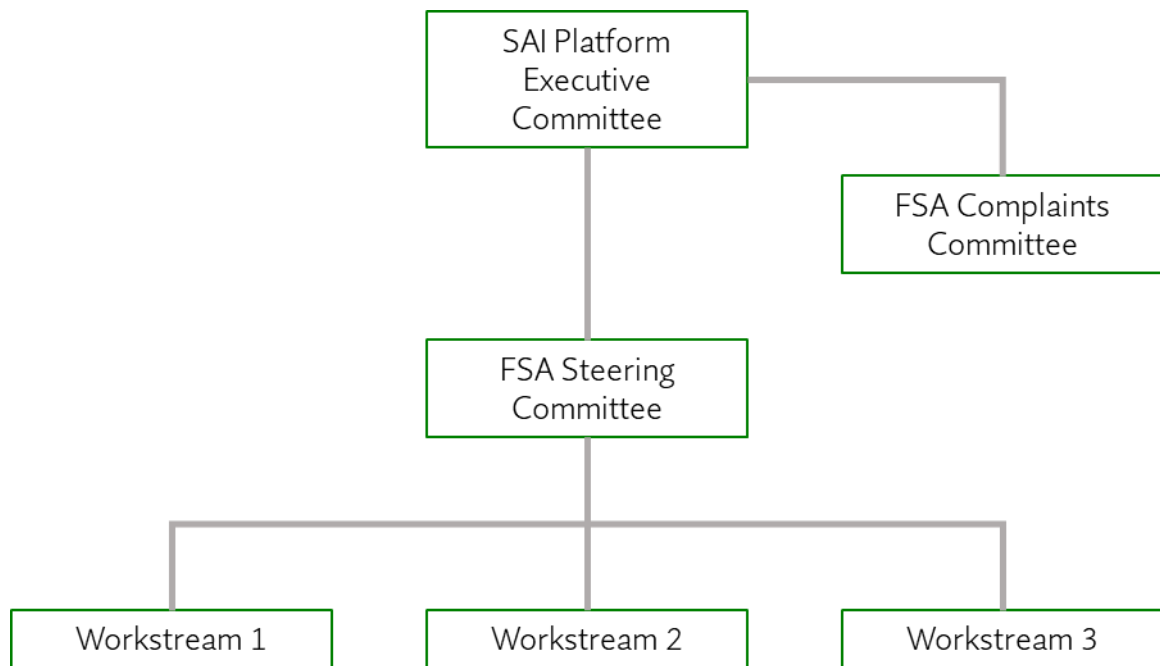 SAI Platform
Executive
Committee
FSA Complaints
Committee
FSA Steering
Committee
Workstream 1
Workstream 2
Workstream 3